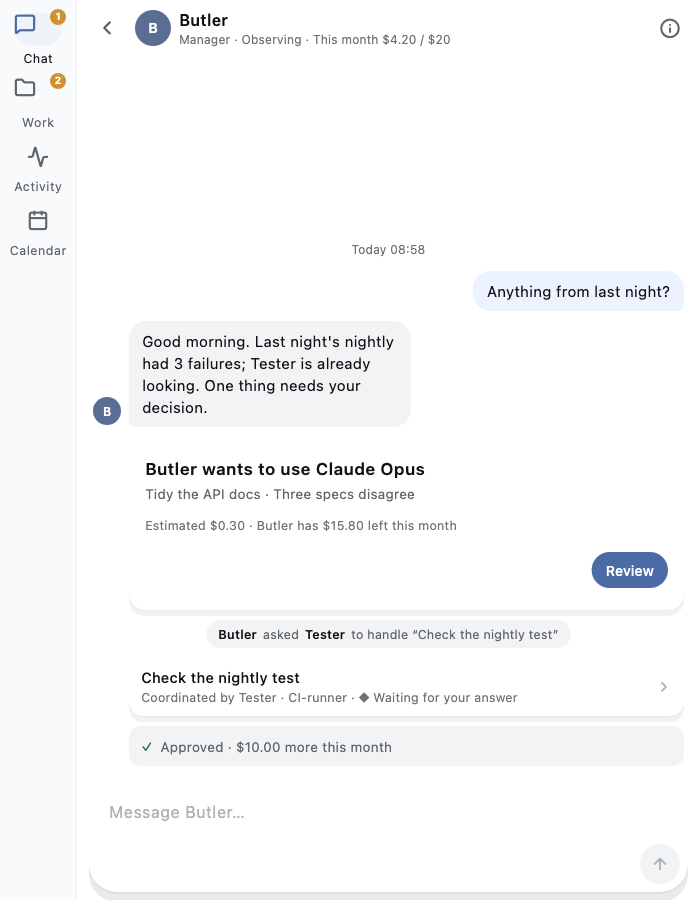 1
Chat
2
Work
Activity
Calendar
B
Butler
Manager · Observing · This month $4.20 / $20
Today 08:58
Anything from last night?
Good morning. Last night's nightly
had 3 failures; Tester is already
looking. One thing needs your
decision.
B
Butler wants to use Claude Opus
Tidy the API docs · Three specs disagree
Estimated $0.30 · Butler has $15.80 left this month
Review
Butler asked Tester to handle “Check the nightly test”
Check the nightly test
Coordinated by Tester · CI-runner · ◆ Waiting for your answer
✓ Approved · $10.00 more this month
Message Butler...